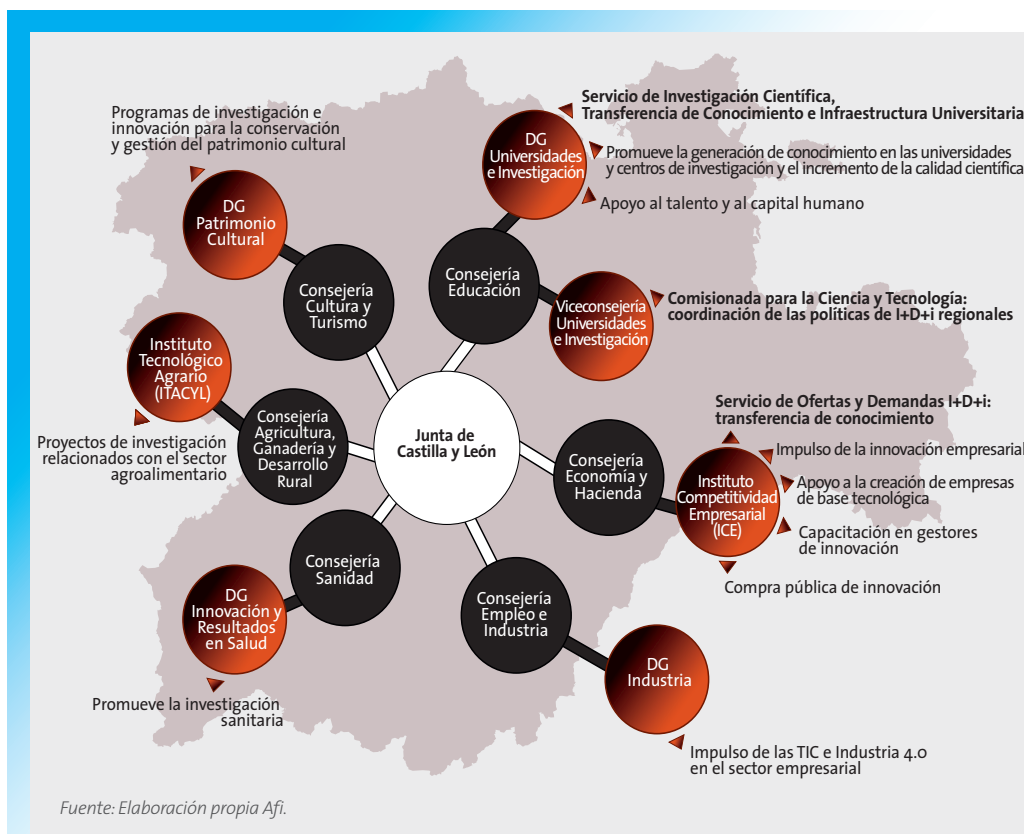 Programas de investigación e
innovación para la conservación
y gestión del patrimonio cultural
DG
Patrimonio
Cultural
Consejería
Cultura y
Turismo
Servicio de Investigación Científica,
Transferencia de Conocimiento e Infraestructura Universitaria
DG
Universidades
e Investigación
Promueve la generación de conocimiento en las universidades
y centros de investigación y el incremento de la calidad científica
Apoyo al talento y al capital humano
Consejería
Educación
Viceconsejería
Universidades
e Investigación
Comisionada para la Ciencia y Tecnología:
coordinación de las políticas de I+D+i regionales
Instituto
Tecnológico
Agrario
(ITACYL)
Proyectos de investigación
relacionados con el sector
agroalimentario
Consejería
Agricultura,
Ganadería y
Desarrollo
Rural
Junta de
Castilla y León
Consejería
Economía y
Hacienda
Servicio de Ofertas y Demandas I+D+i:
transferencia de conocimiento
Instituto
Competitividad
Empresarial
(ICE)
Impulso de la innovación empresarial
Apoyo a la creación de empresas
de base tecnológica
Capacitación en gestores
de innovación
Compra pública de innovación
Consejería
Sanidad
DG
Innovación y
Resultados
en Salud
Promueve la investigación
sanitaria
Consejería
Empleo e
Industria
DG
Industria
Impulso de las TIC e Industria 4.0
en el sector empresarial
Fuente: Elaboración propia Afi.